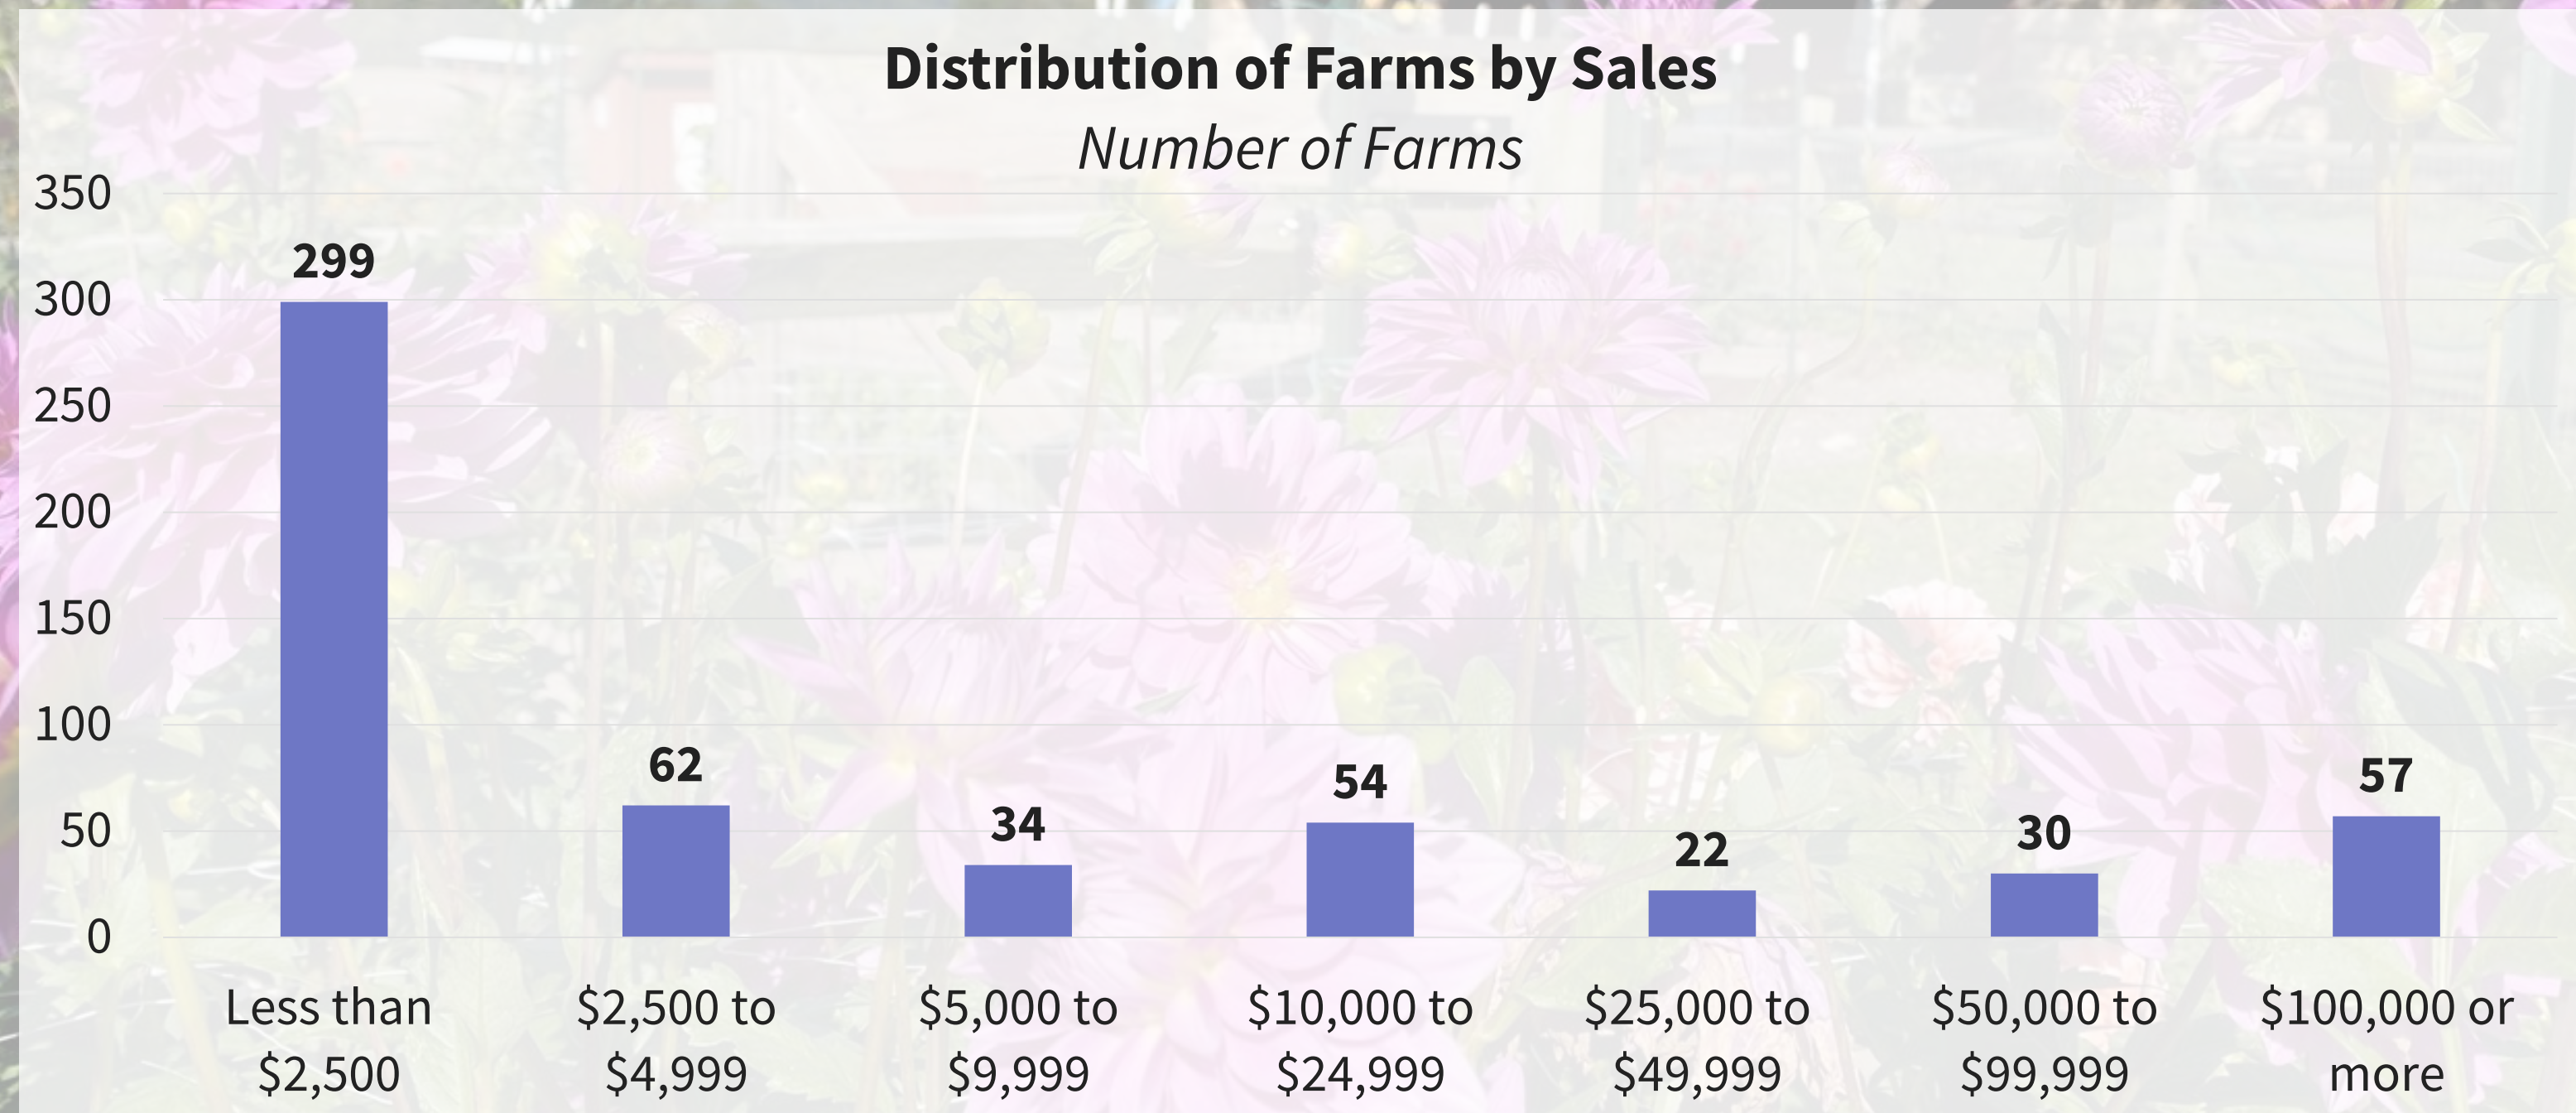 Distribution of Farms by Sales
Number of Farms
350
300
250
200
150
100
50
0
299
62
34
54
22
30
57
Less than
$2,500
$2,500 to
$4,999
$5,000 to
$9,999
$10,000 to
$24,999
$25,000 to
$49,999
$50,000 to
$99,999
$100,000 or
more